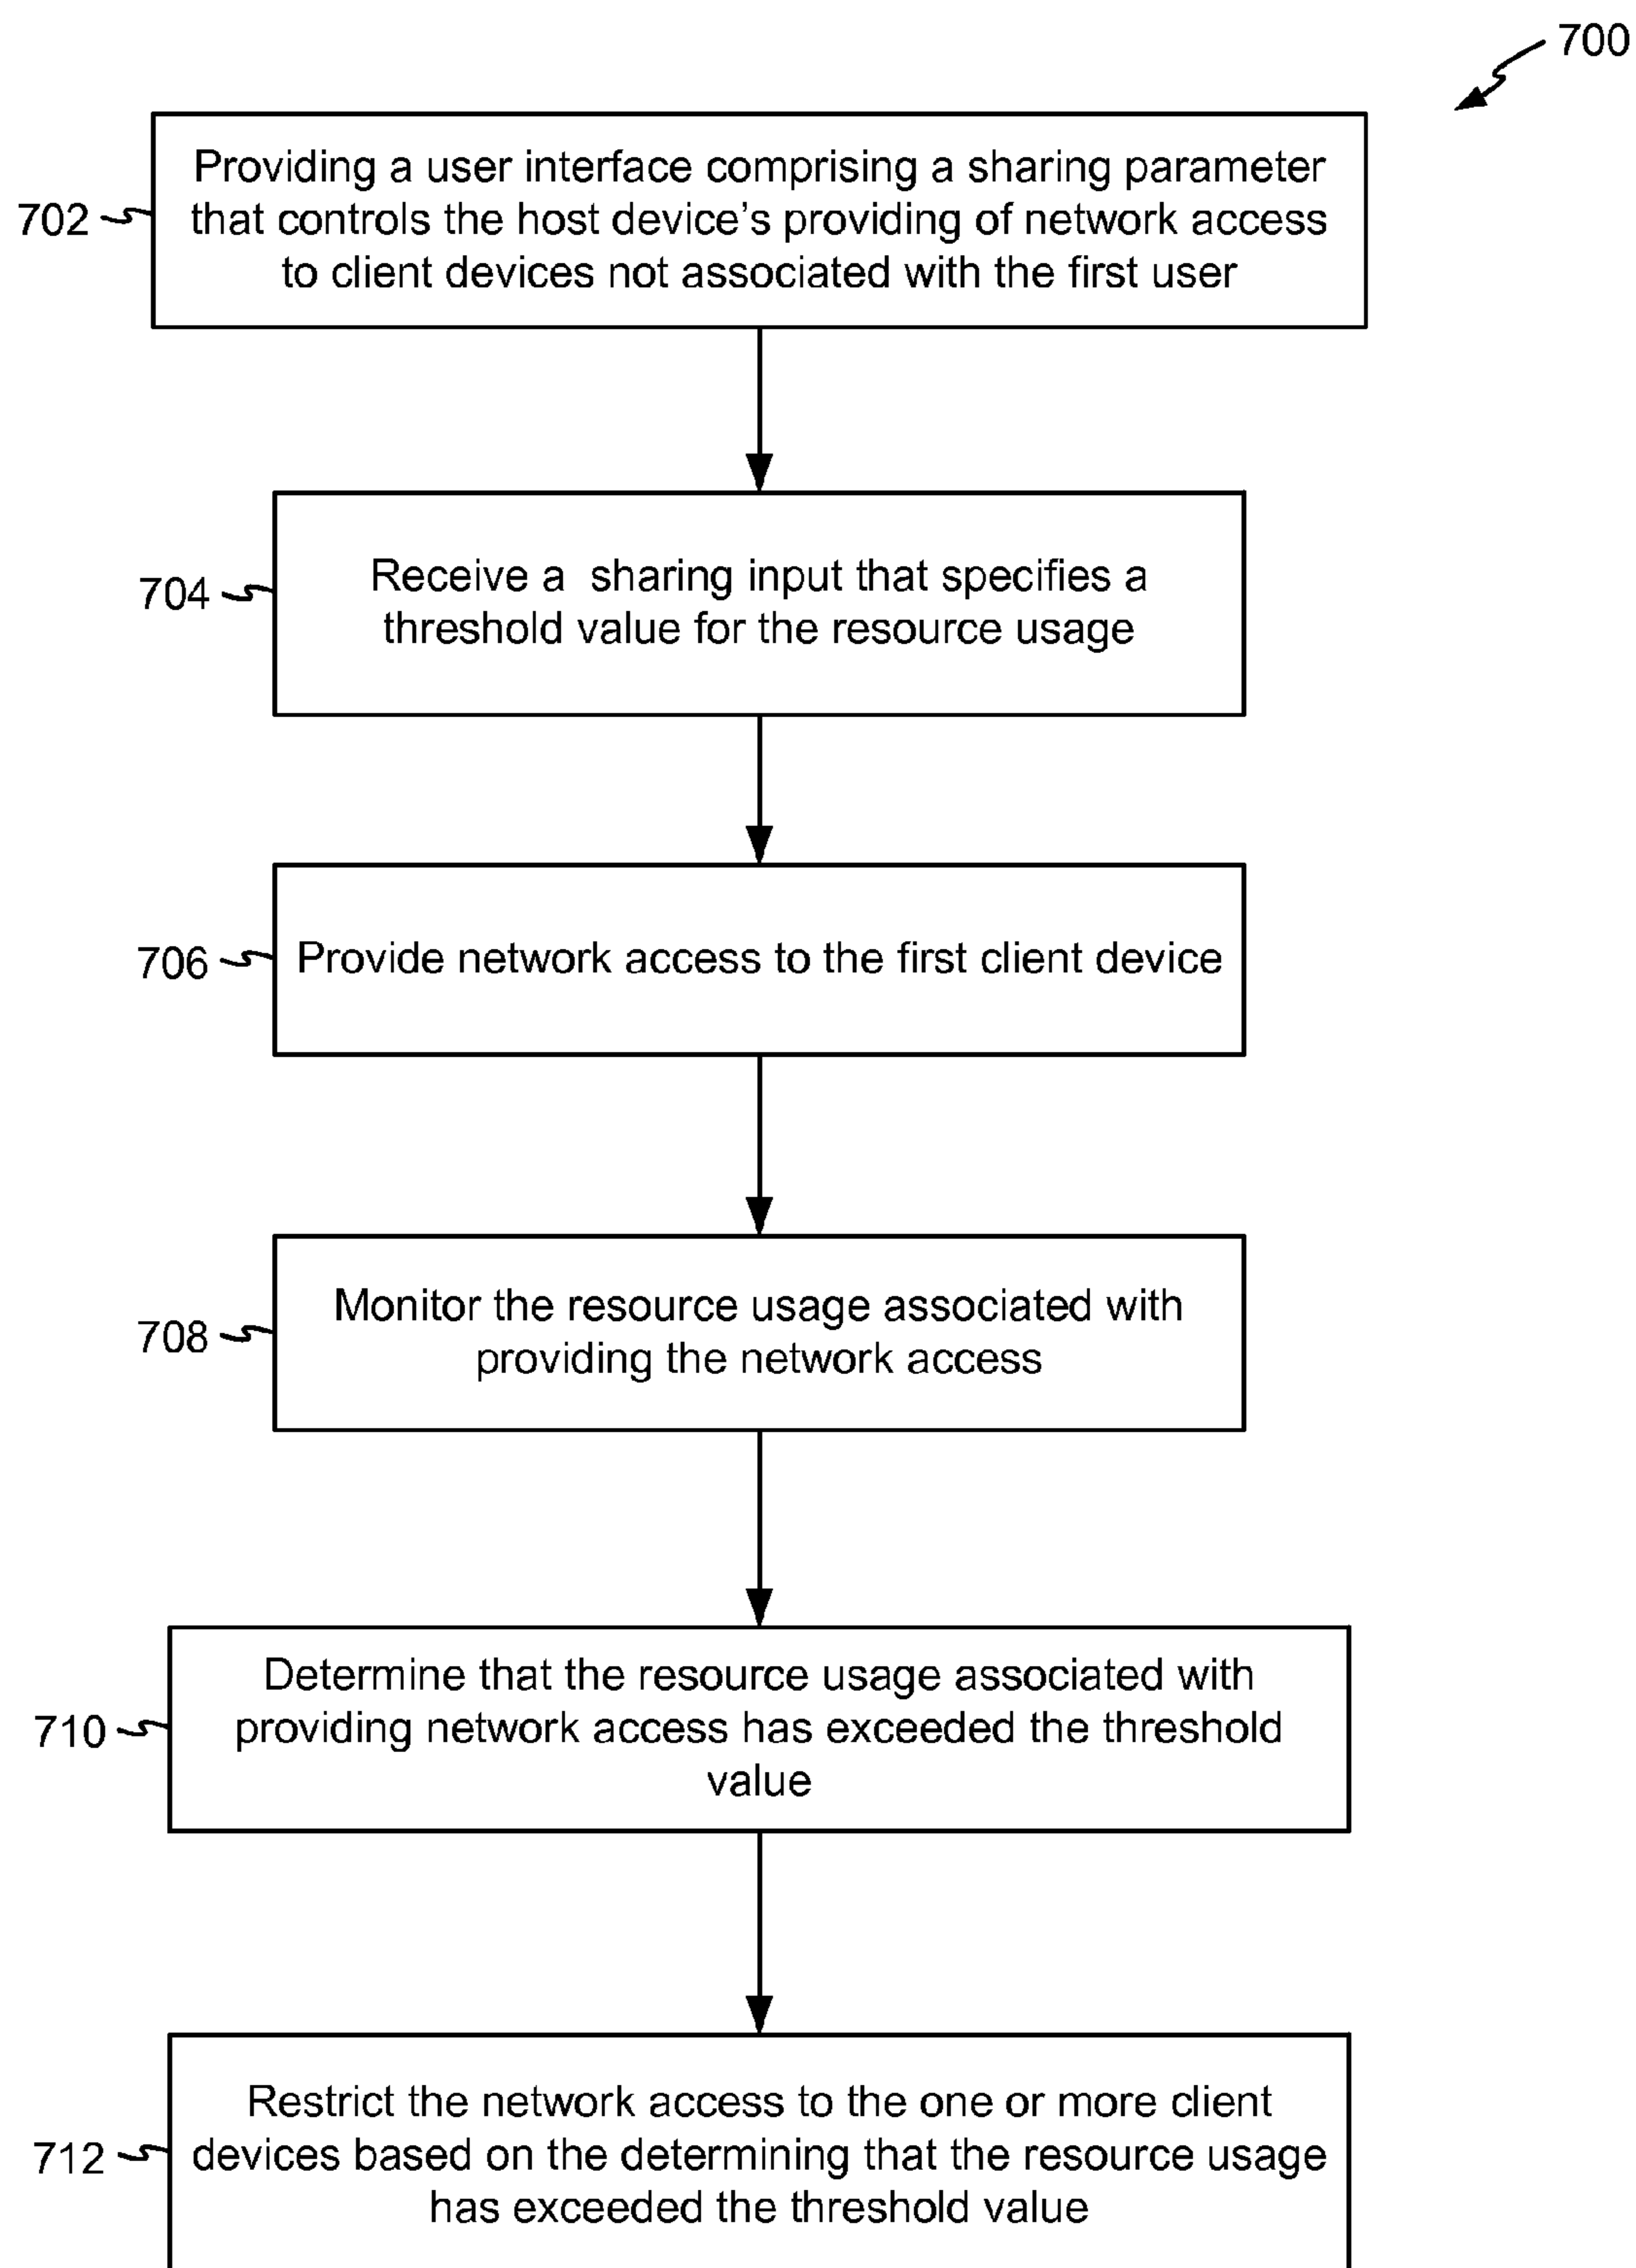 700
702
Providing a user interface comprising a sharing parameter
that controls the host device's providing of network access
to client devices not associated with the first user
704
Receive a sharing input that specifies a
threshold value for the resource usage
706
Provide network access to the first client device
708
Monitor the resource usage associated with
providing the network access
710
Determine that the resource usage associated with
providing network access has exceeded the threshold
value
712
Restrict the network access to the one or more client
devices based on the determining that the resource usage
has exceeded the threshold value